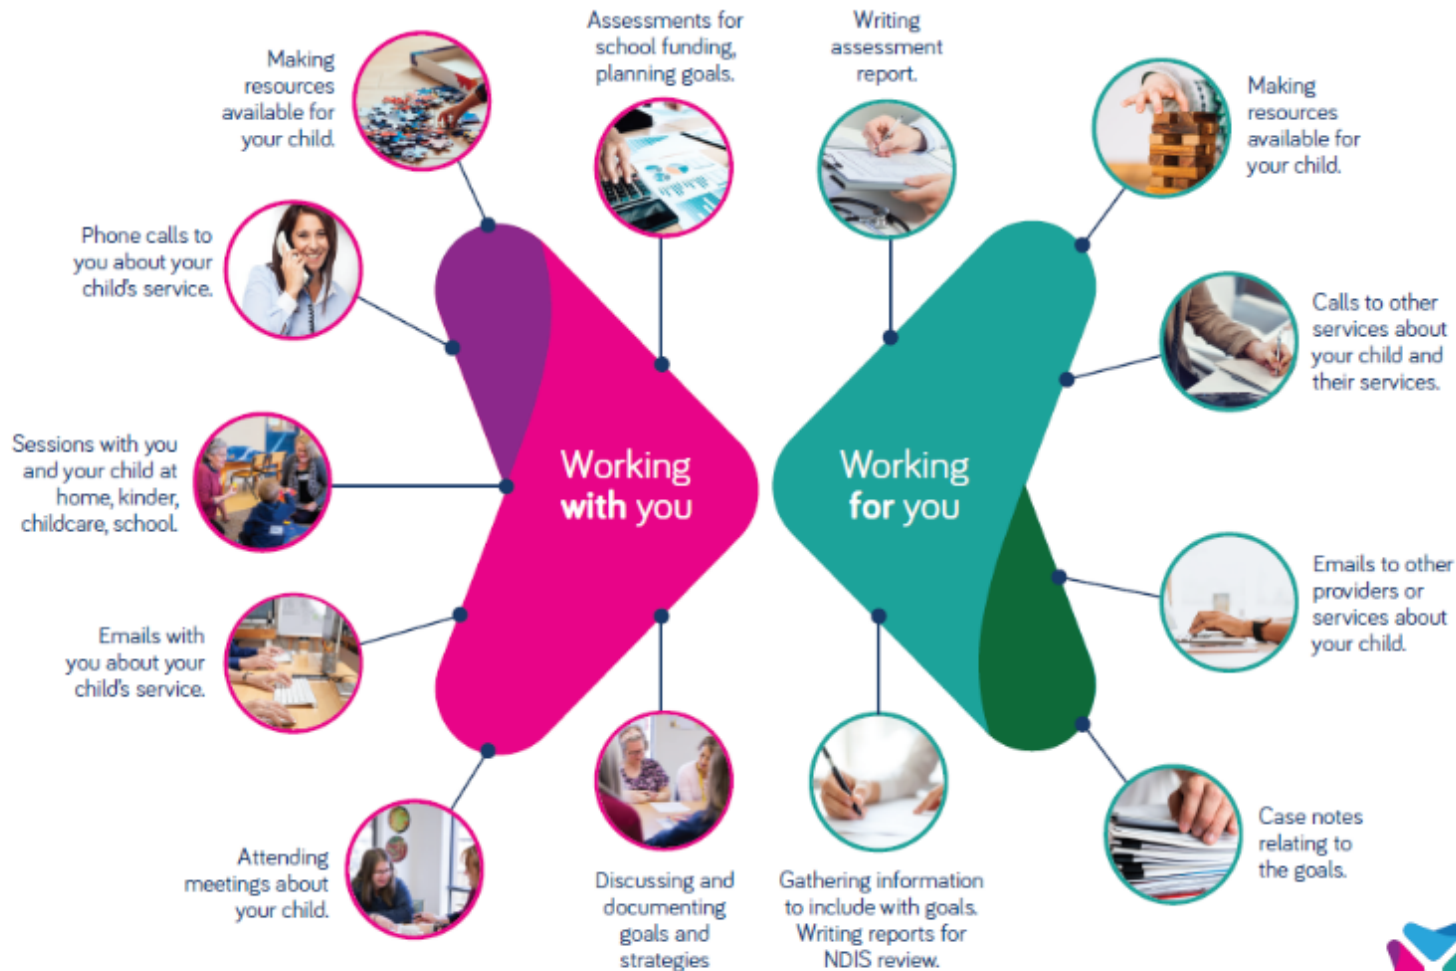 Making
resources
available for
your child.
Phone calls to
you about your
child's service.
Sessions with you
and your child at
home, kinder,
childcare, school.
Emails with
you about your
child's service.
Attending
meetings about
your child.
Assessments for
school funding,
planning goals.
Working
with you
Discussing and
documenting
goals and
strategies
Writing
assessment
report.
Working
for you
Gathering information
to include with goals.
Writing reports for
NDIS review.
Making
resources
available for
your child.
Calls to other
services about
your child and
their services.
Emails to other
providers or
services about
your child.
Case notes
relating to
the goals.